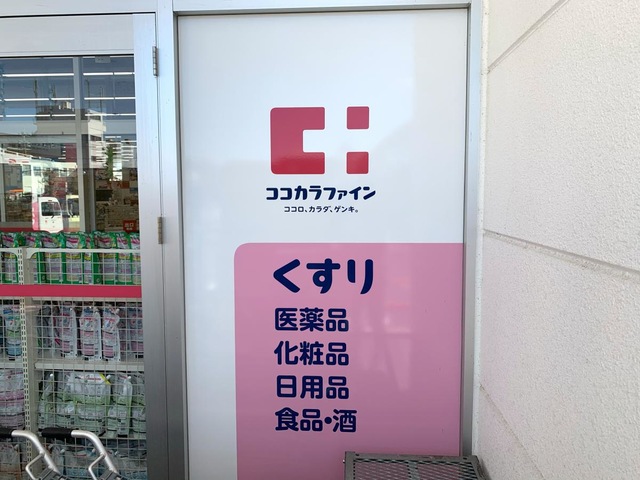 ココカラファイン
ココロ、カラダ、ゲンキ。
くすり
医薬品
化粧品
日用品
食品・酒